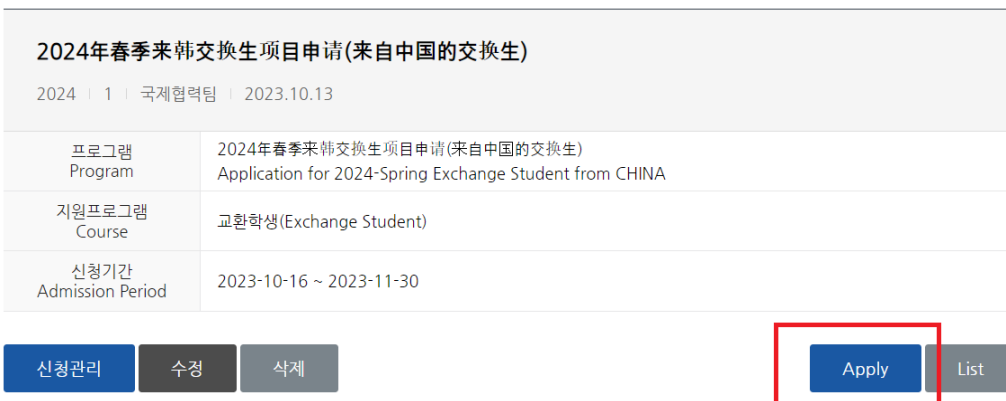 2024年春季来韩交换生项目申请(来自中国的交换生)
2024 | 1 | 국제협력팀 | 2023.10.13
프로그램
Program
2024年春季来韩交换生项目申请(来自中国的交换生)
Application for 2024-Spring Exchange Student from CHINA
지원프로그램
Course
교환학생(Exchange Student)
신청기간
Admission Period
2023-10-16 ~ 2023-11-30
신청관리 수정 삭제 Apply List